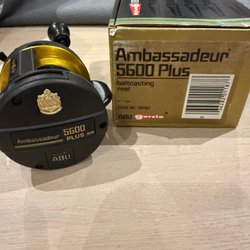 Ambassadeur
5600 Plus
baitcasting
reel
ABU garcia
Ambassadeur 5600
PLUS
ABU